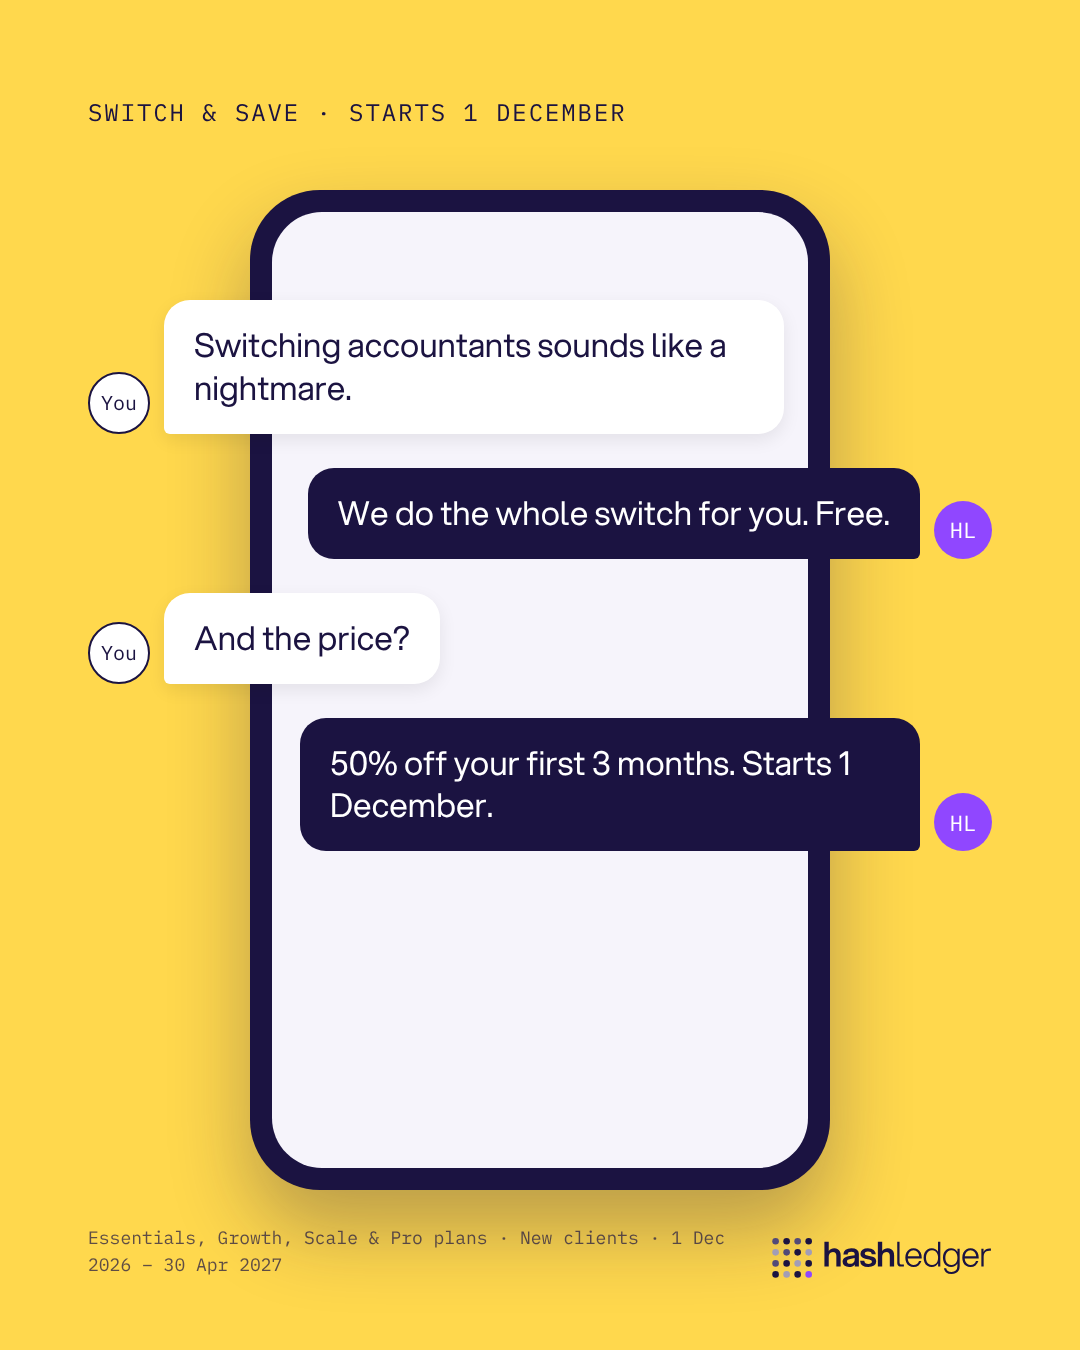 SWITCH & SAVE · STARTS 1 DECEMBER
Switching accountants sounds like a
nightmare.
You
We do the whole switch for you. Free.
HL
And the price?
You
50% off your first 3 months. Starts 1
December.
HL
Essentials, Growth, Scale & Pro plans · New clients · 1 Dec
2026 – 30 Apr 2027
hashledger